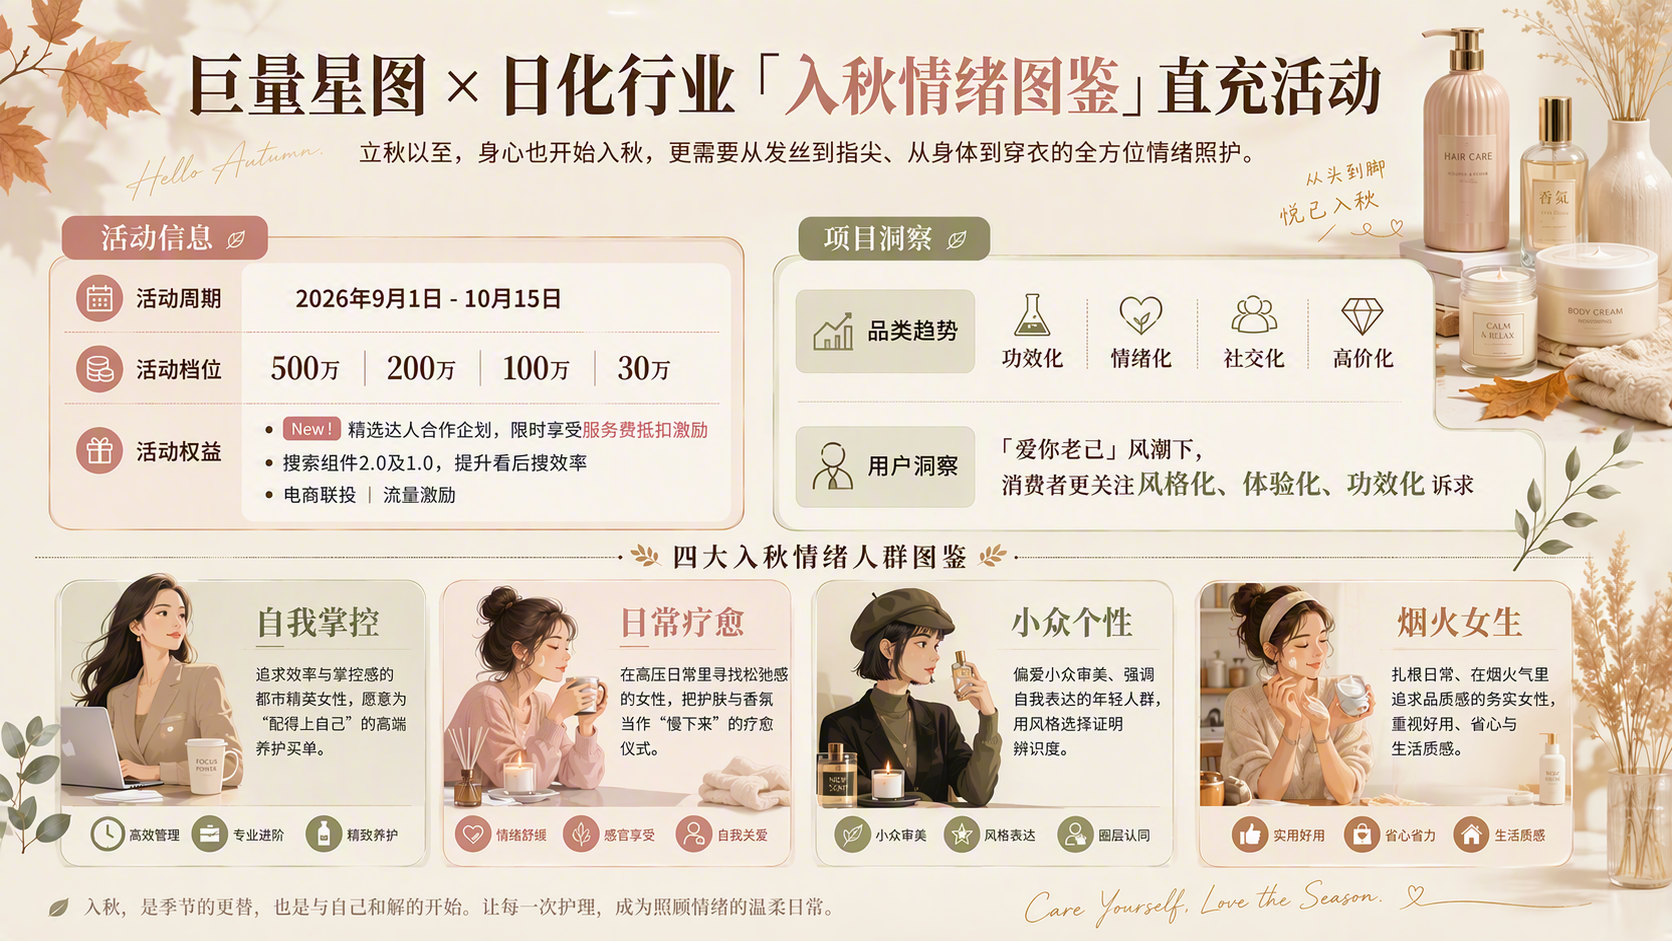 巨量星图 × 日化行业「入秋情绪图鉴」直充活动
Hello Autumn.
立秋以至，身心也开始入秋，更需要从发丝到指尖、从身体到穿衣的全方位情绪照护。
从头到脚
悦己入秋
HAIR CARE
香氛
CALM
& RELAX
BODY CREAM
活动信息
活动周期
2026年9月1日 - 10月15日
活动档位
500万 | 200万 | 100万 | 30万
活动权益
• New! 精选达人合作企划，限时享受服务费抵扣激励
• 搜索组件2.0及1.0，提升看后搜效率
• 电商联投 | 流量激励
项目洞察
品类趋势
功效化 情绪化 社交化 高价化
用户洞察
「爱你老己」风潮下，
消费者更关注风格化、体验化、功效化诉求
四大入秋情绪人群图鉴
自我掌控
追求效率与掌控感的
都市精英女性，愿意为
“配得上自己”的高端
养护买单。
FOCUS
POWER
高效管理 专业进阶 精致养护
日常疗愈
在高压日常里寻找松弛感
的女性，把护肤与香氛
当作“慢下来”的疗愈
仪式。
情绪舒缓 感官享受 自我关爱
小众个性
偏爱小众审美、强调
自我表达的年轻人群，
用风格选择证明
辨识度。
小众审美 风格表达 圈层认同
烟火女生
扎根日常、在烟火气里
追求品质感的务实女性，
重视好用、省心与
生活质感。
实用好用 省心省力 生活质感
入秋，是季节的更替，也是与自己和解的开始。让每一次护理，成为照顾情绪的温柔日常。
Care Yourself, Love the Season.